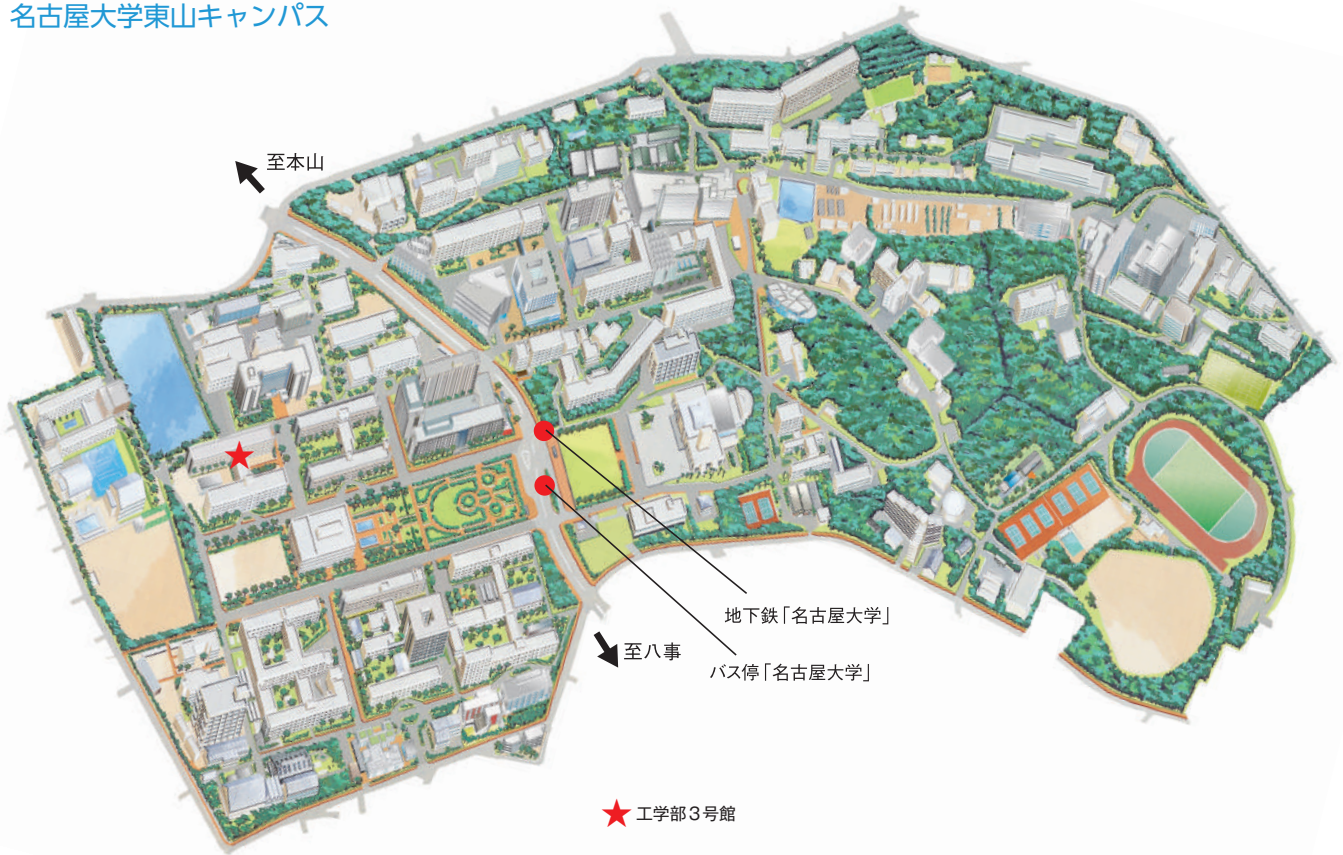 名古屋大学東山キャンパス
至本山
地下鉄「名古屋大学」
至八事
バス停「名古屋大学」
工学部3号館